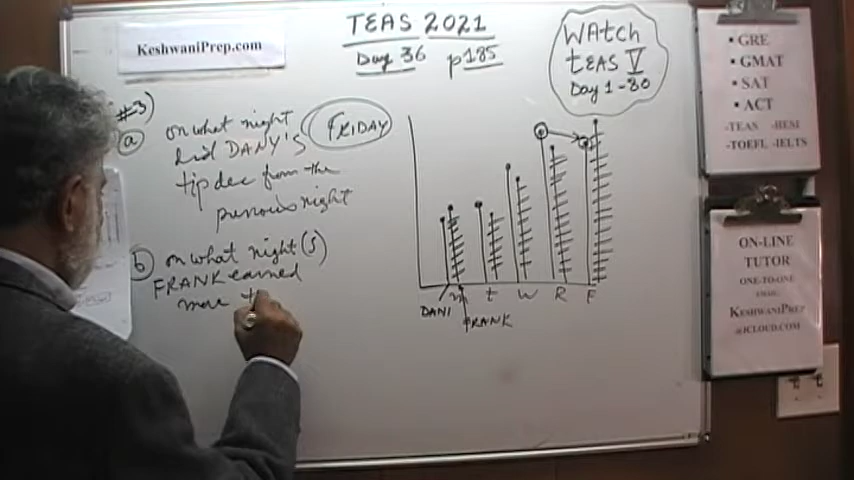 KeshwaniPrep.com
TEAS 2021
Day 36 p185
WAtch
tEAS V
Day 1-30
#3)
a on what night
did DANY'S
tip dec from the
previous night
FRIDAY
b on what night(s)
FRANK earned
more
m t W R F
DANI
FRANK
• GRE
• GMAT
• SAT
• ACT
-TEAS -HESI
-TOEFL -IELTS
ON-LINE
TUTOR
ONE-TO-ONE
EMAIL:
KESHWANIPREP
@ICLOUD.COM